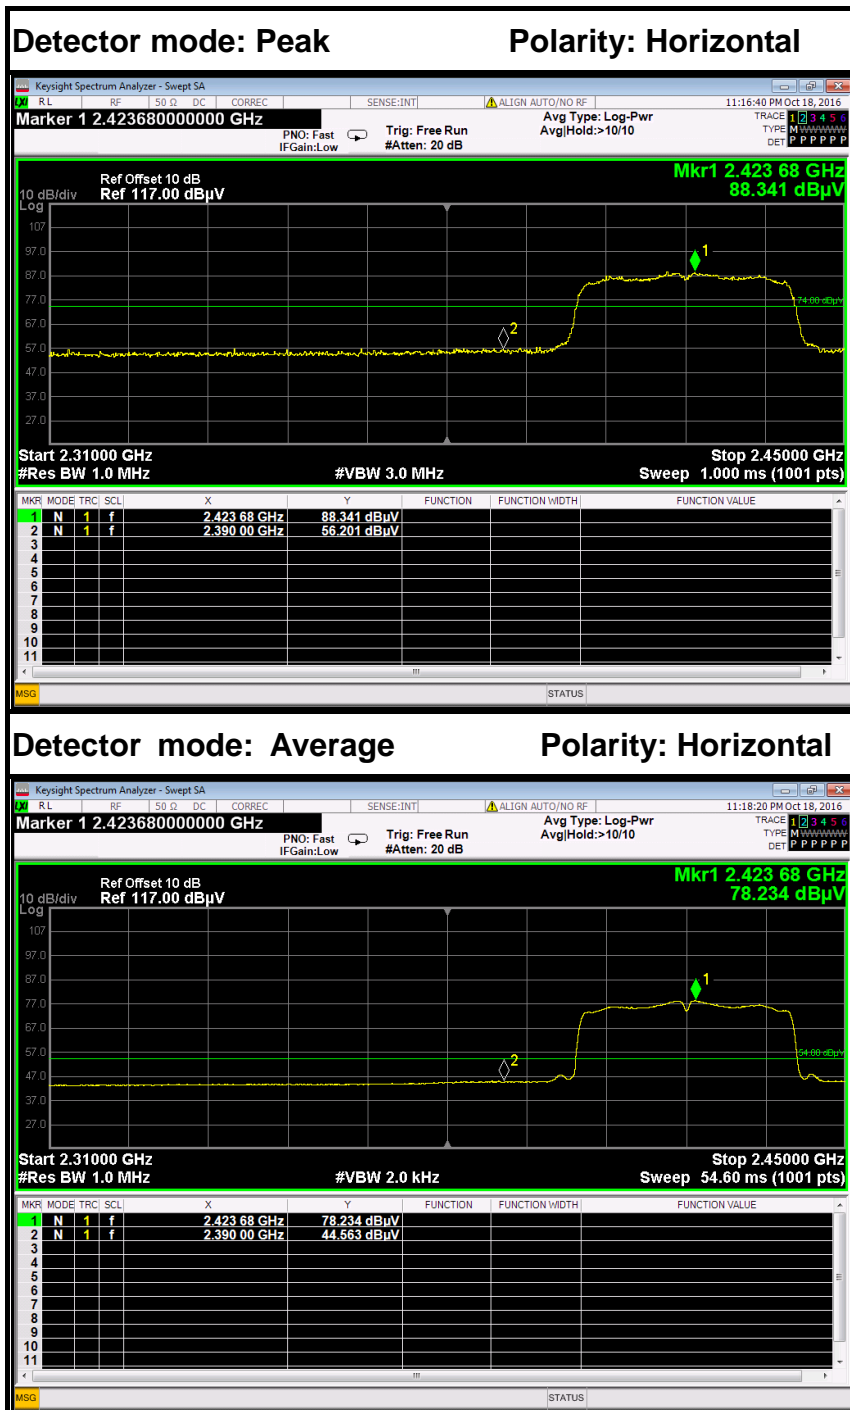 Detector mode: Peak Polarity: Horizontal
Keysight Spectrum Analyzer - Swept SA
LXI RL RF 50 Ω DC CORREC SENSE:INT ALIGN AUTO/NO RF 11:16:40 PM Oct 18, 2016
Marker 1 2.423680000000 GHz PNO: Fast Trig: Free Run Avg Type: Log-Pwr TRACE 1 2 3 4 5 6
IFGain:Low #Atten: 20 dB Avg|Hold:>10/10 TYPE M WWWWW
DET P P P P P P
Mkr1 2.423 68 GHz
88.341 dBµV
Ref Offset 10 dB
10 dB/div Ref 117.00 dBµV
Log
107
97.0
1
87.0
77.0
74.00 dBµV
67.0
2
57.0
47.0
37.0
27.0
Start 2.31000 GHz Stop 2.45000 GHz
#Res BW 1.0 MHz #VBW 3.0 MHz Sweep 1.000 ms (1001 pts)
MKR MODE TRC SCL X Y FUNCTION FUNCTION WIDTH FUNCTION VALUE
1 N 1 f 2.423 68 GHz 88.341 dBµV
2 N 1 f 2.390 00 GHz 56.201 dBµV
3
4
5
6
7
8
9
10
11
MSG STATUS
Detector mode: Average Polarity: Horizontal
Keysight Spectrum Analyzer - Swept SA
LXI RL RF 50 Ω DC CORREC SENSE:INT ALIGN AUTO/NO RF 11:18:20 PM Oct 18, 2016
Marker 1 2.423680000000 GHz PNO: Fast Trig: Free Run Avg Type: Log-Pwr TRACE 1 2 3 4 5 6
IFGain:Low #Atten: 20 dB Avg|Hold:>10/10 TYPE M WWWWW
DET P P P P P P
Mkr1 2.423 68 GHz
78.234 dBµV
Ref Offset 10 dB
10 dB/div Ref 117.00 dBµV
Log
107
97.0
87.0
1
77.0
67.0
57.0
54.00 dBµV
2
47.0
37.0
27.0
Start 2.31000 GHz Stop 2.45000 GHz
#Res BW 1.0 MHz #VBW 2.0 kHz Sweep 54.60 ms (1001 pts)
MKR MODE TRC SCL X Y FUNCTION FUNCTION WIDTH FUNCTION VALUE
1 N 1 f 2.423 68 GHz 78.234 dBµV
2 N 1 f 2.390 00 GHz 44.563 dBµV
3
4
5
6
7
8
9
10
11
MSG STATUS